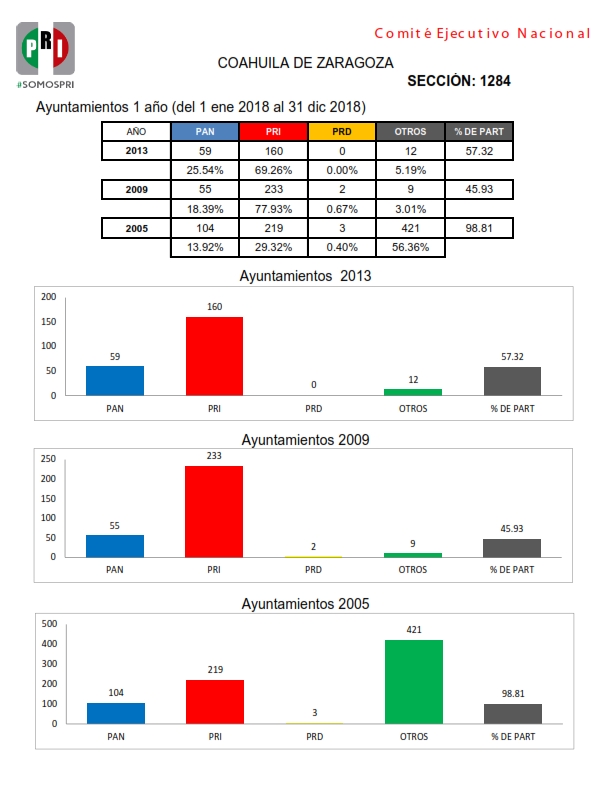 Comité Ejecutivo Nacional
PRI
#SOMOSPRI
COAHUILA DE ZARAGOZA
SECCIÓN: 1284
Ayuntamientos 1 año (del 1 ene 2018 al 31 dic 2018)
AÑO PAN PRI PRD OTROS % DE PART
2013 59 160 0 12 57.32
25.54% 69.26% 0.00% 5.19%
2009 55 233 2 9 45.93
18.39% 77.93% 0.67% 3.01%
2005 104 219 3 421 98.81
13.92% 29.32% 0.40% 56.36%
Ayuntamientos 2013
200
150
100
50
0
59 160 0 12 57.32
PAN PRI PRD OTROS % DE PART
Ayuntamientos 2009
250
200
150
100
50
0
55 233 2 9 45.93
PAN PRI PRD OTROS % DE PART
Ayuntamientos 2005
500
400
300
200
100
0
104 219 3 421 98.81
PAN PRI PRD OTROS % DE PART